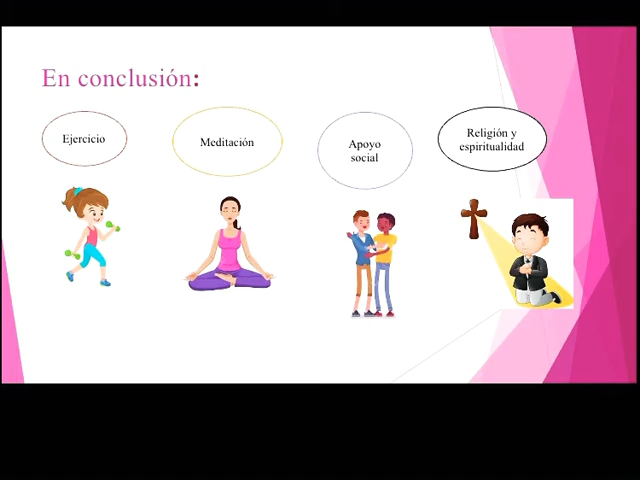 En conclusión:
Ejercicio
Meditación
Apoyo
social
Religión y
espiritualidad